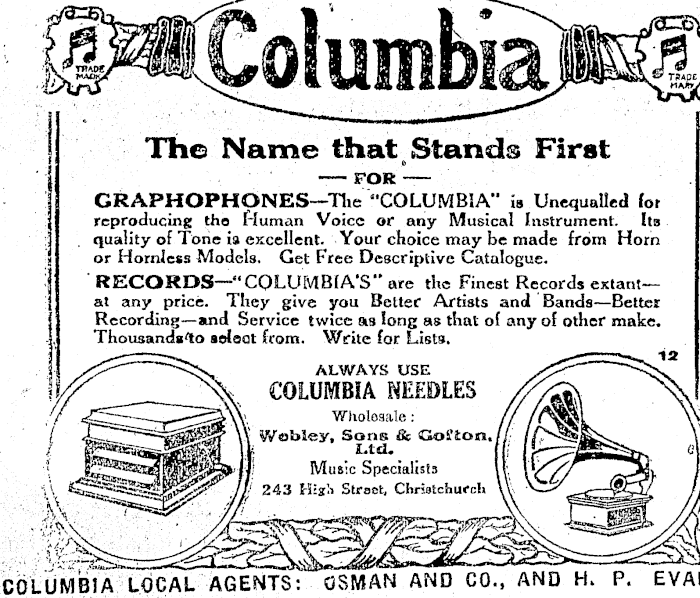 Columbia
TRADE
MARK
TRADE
MARK
The Name that Stands First
— FOR —
GRAPHOPHONES—The "COLUMBIA" is Unequalled for
reproducing the Human Voice or any Musical Instrument. Its
quality of Tone is excellent. Your choice may be made from Horn
or Hornless Models. Get Free Descriptive Catalogue.
RECORDS—"COLUMBIA'S" are the Finest Records extant—
at any price. They give you Better Artists and Bands—Better
Recording—and Service twice as long as that of any of other make.
Thousands to select from. Write for Lists.
12
ALWAYS USE
COLUMBIA NEEDLES
Wholesale :
Webley, Sons & Gofton,
Ltd.
Music Specialists
243 High Street, Christchurch
COLUMBIA LOCAL AGENTS: OSMAN AND CO., AND H. P.